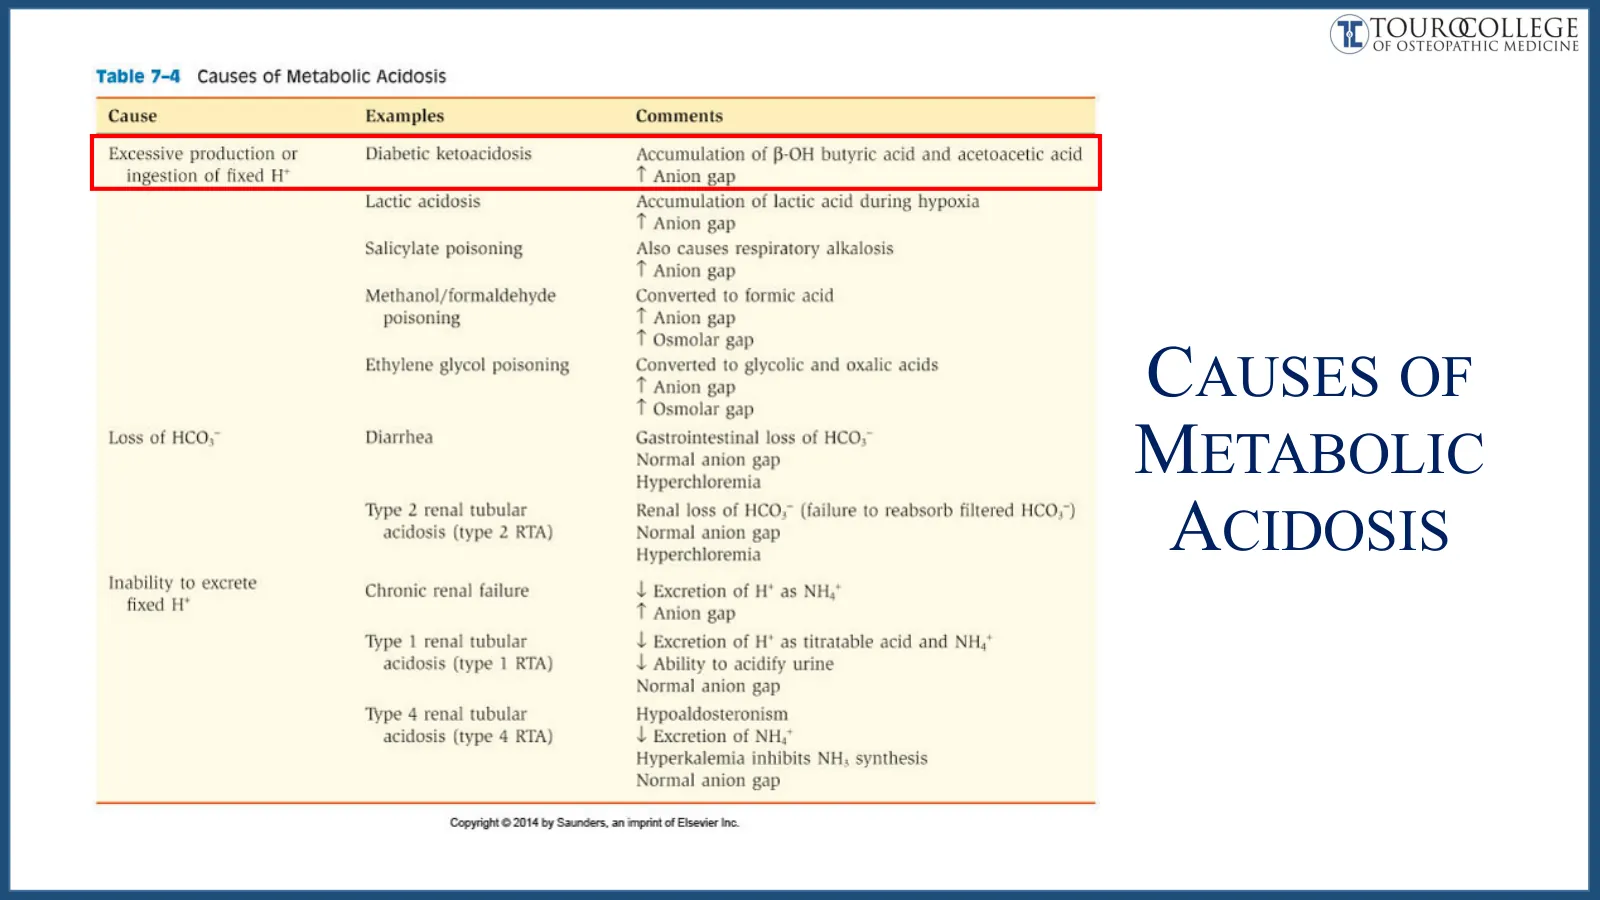 TOURO COLLEGE
OF OSTEOPATHIC MEDICINE
Table 7–4 Causes of Metabolic Acidosis
Cause Examples Comments
Excessive production or Diabetic ketoacidosis Accumulation of β-OH butyric acid and acetoacetic acid
ingestion of fixed H⁺ ↑ Anion gap
Lactic acidosis Accumulation of lactic acid during hypoxia
↑ Anion gap
Salicylate poisoning Also causes respiratory alkalosis
↑ Anion gap
Methanol/formaldehyde Converted to formic acid
poisoning ↑ Anion gap
↑ Osmolar gap
Ethylene glycol poisoning Converted to glycolic and oxalic acids
↑ Anion gap
↑ Osmolar gap
Loss of HCO₃⁻ Diarrhea Gastrointestinal loss of HCO₃⁻
Normal anion gap
Hyperchloremia
Type 2 renal tubular Renal loss of HCO₃⁻ (failure to reabsorb filtered HCO₃⁻)
acidosis (type 2 RTA) Normal anion gap
Hyperchloremia
Inability to excrete Chronic renal failure ↓ Excretion of H⁺ as NH₄⁺
fixed H⁺ ↑ Anion gap
Type 1 renal tubular ↓ Excretion of H⁺ as titratable acid and NH₄⁺
acidosis (type 1 RTA) ↓ Ability to acidify urine
Normal anion gap
Type 4 renal tubular Hypoaldosteronism
acidosis (type 4 RTA) ↓ Excretion of NH₄⁺
Hyperkalemia inhibits NH₃ synthesis
Normal anion gap
Copyright © 2014 by Saunders, an imprint of Elsevier Inc.
CAUSES OF
METABOLIC
ACIDOSIS